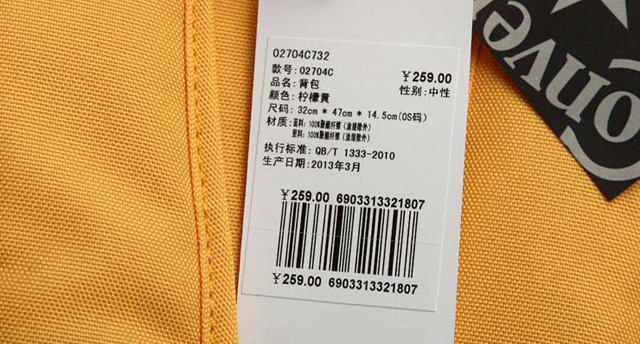 02704C732
款号: 02704C ￥259.00
品名: 背包 性别: 中性
颜色: 柠檬黄
尺码: 32cm * 47cm * 14.5cm(OS码)
材质: 面料: 100%聚酯纤维 (涂层除外)
里料: 100%聚酯纤维 (涂层除外)
执行标准: QB/T 1333-2010
生产日期: 2013年3月
￥259.00 6903313321807
￥259.00 6903313321807
Conve